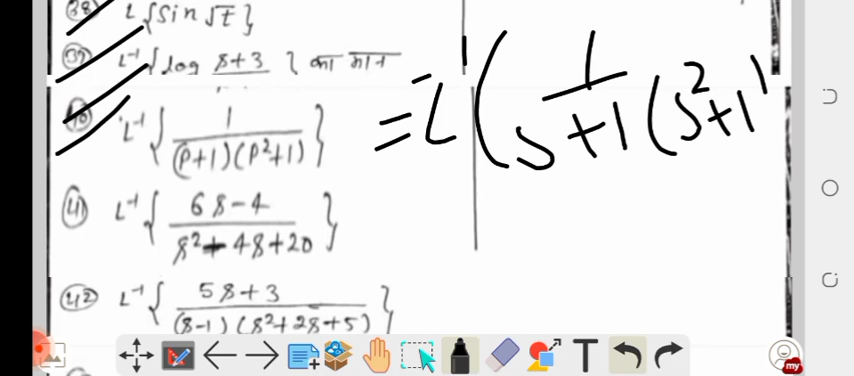 38) L {sin √t}
39) L⁻¹ { log s+3 } का मान
40) L⁻¹ { 1 / (p+1)(p²+1) }
= L⁻¹ ( 1 / s+1 (s²+1)
41) L⁻¹ { 6s-4 / s²-4s+20 }
42) L⁻¹ { 5s+3 / (s-1)(s²+2s+5) }
T
my